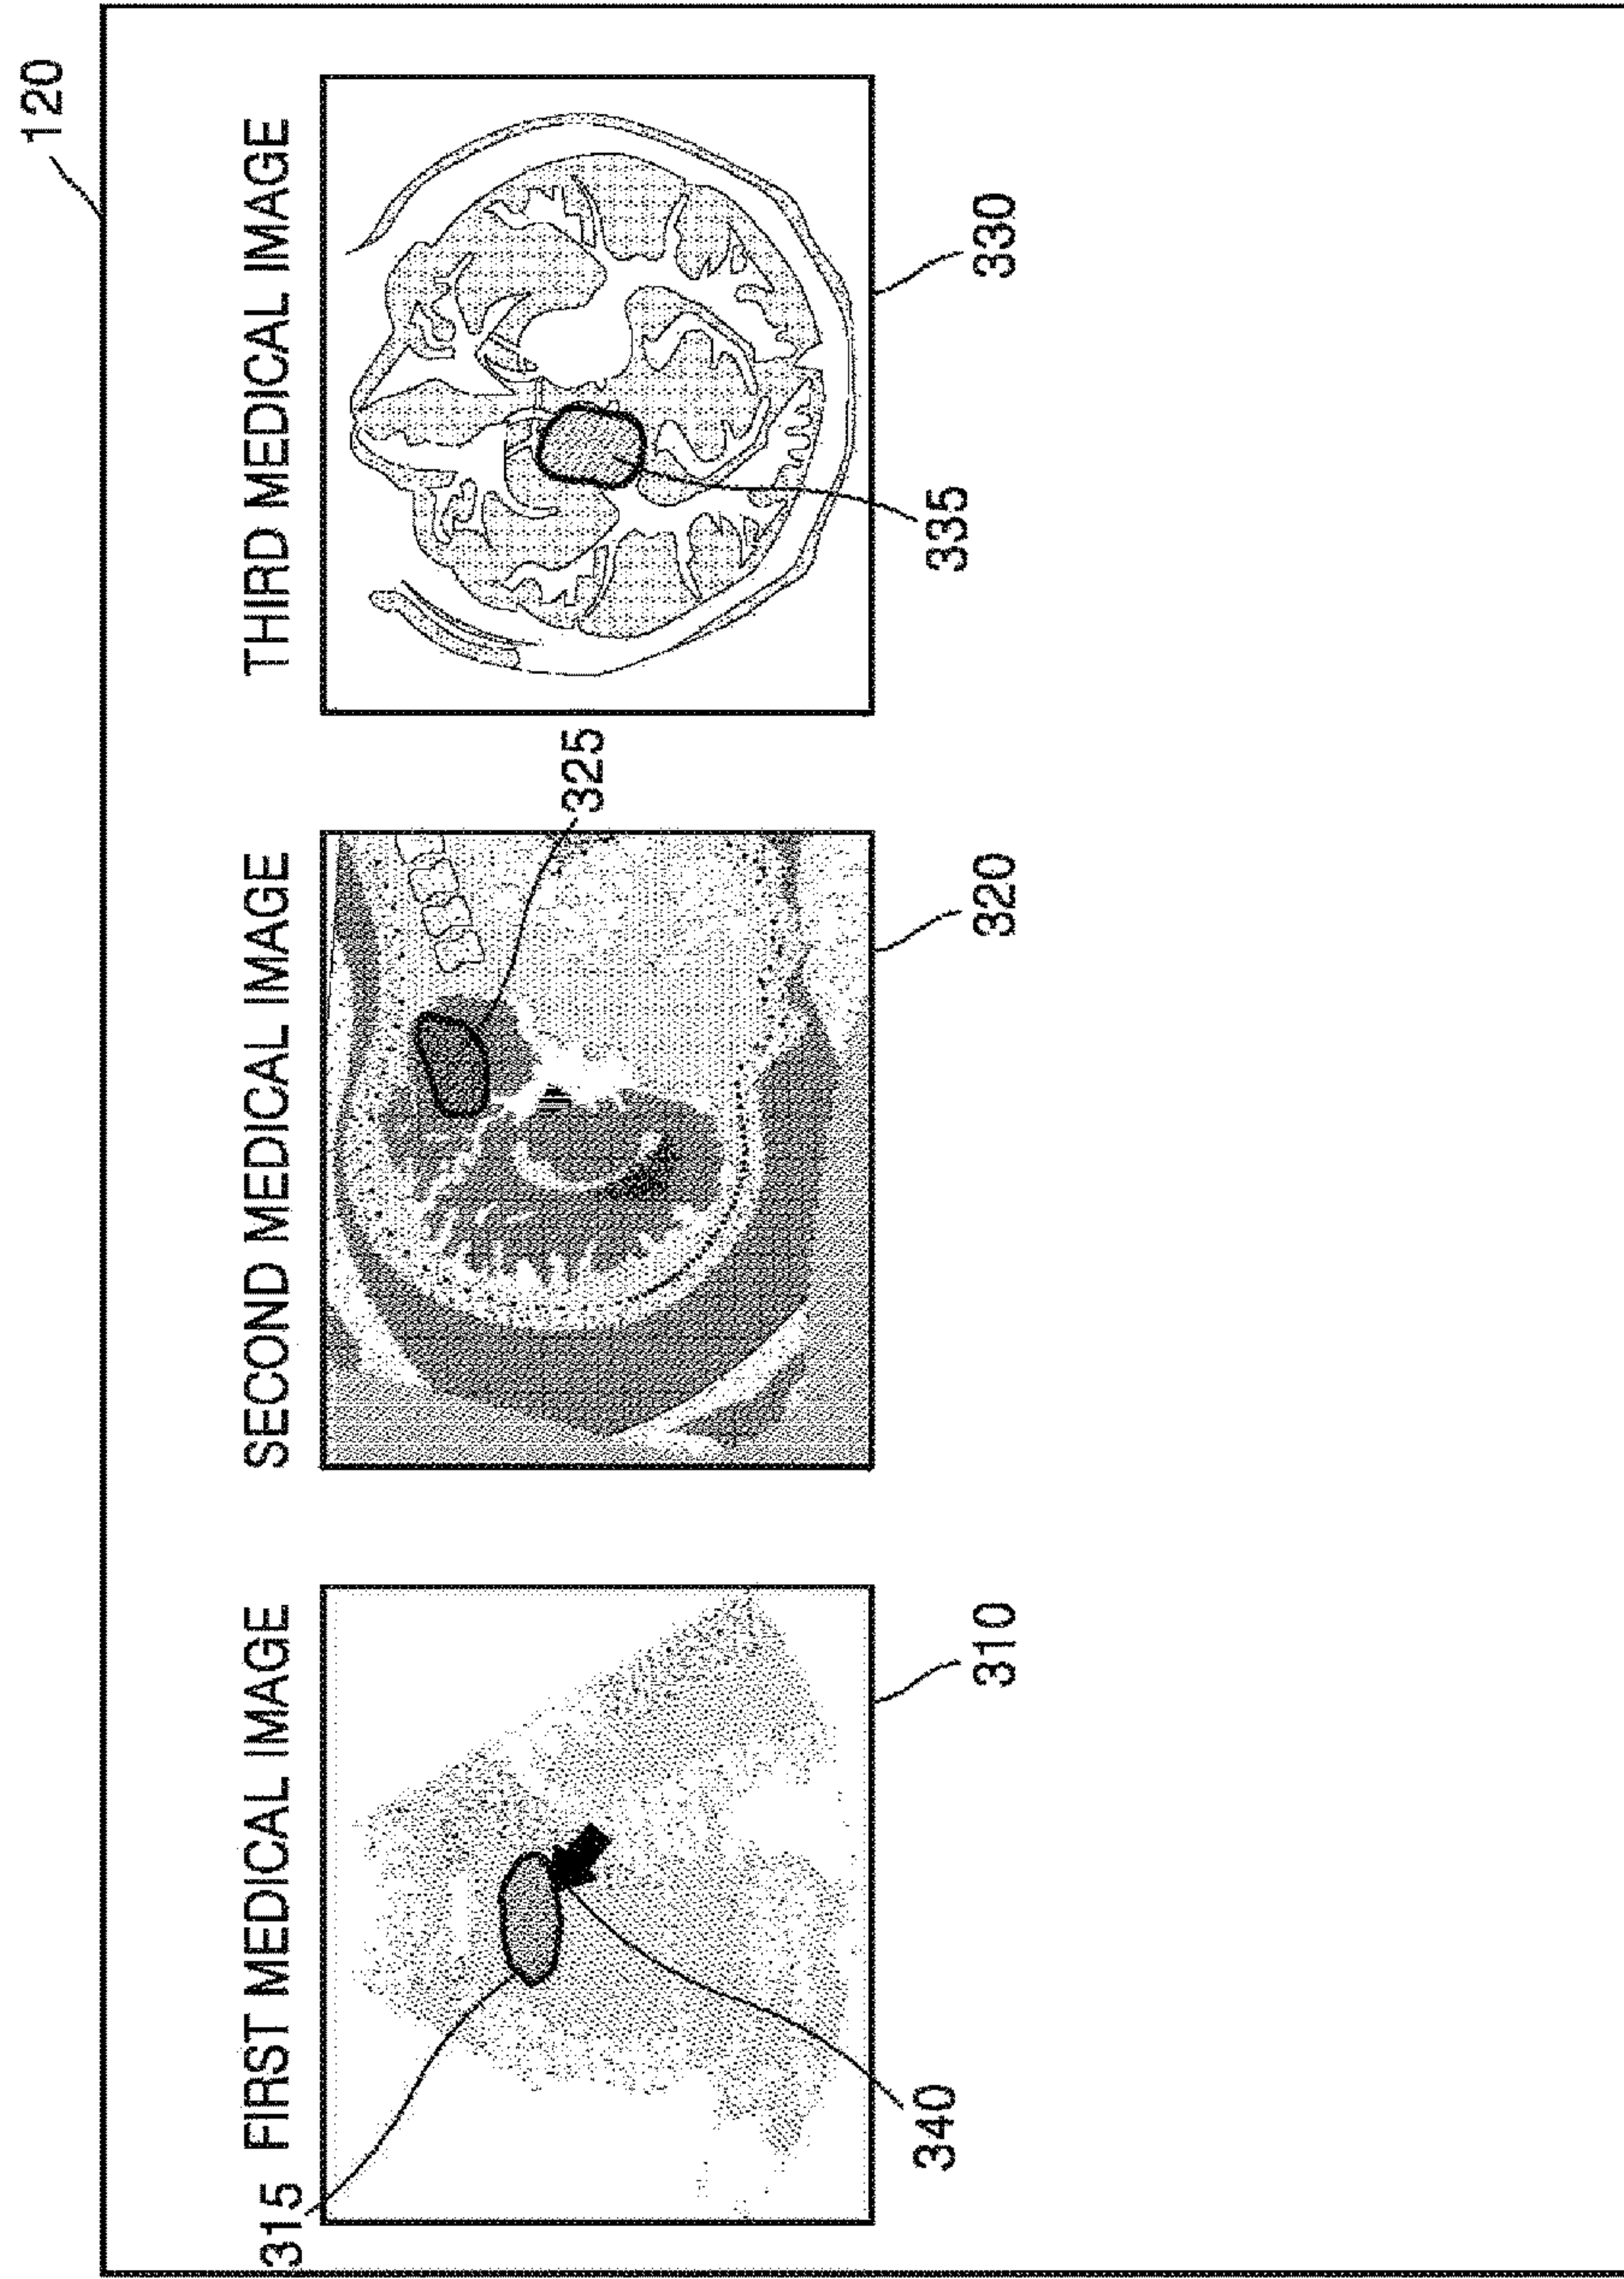 120
315 FIRST MEDICAL IMAGE
SECOND MEDICAL IMAGE
THIRD MEDICAL IMAGE
325
340
335
310
320
330